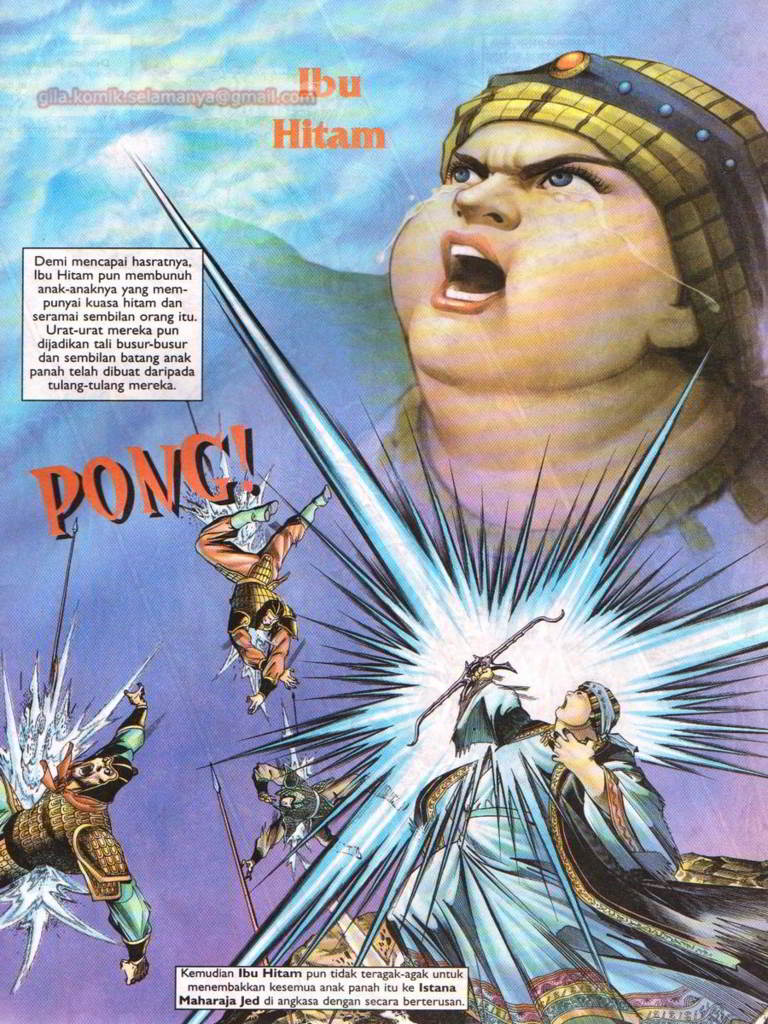 Ibu
gila.komik.selamanya@gmail.com
Hitam
Demi mencapai hasratnya,
Ibu Hitam pun membunuh
anak-anaknya yang mem-
punyai kuasa hitam dan
seramai sembilan orang itu.
Urat-urat mereka pun
dijadikan tali busur-busur
dan sembilan batang anak
panah telah dibuat daripada
tulang-tulang mereka.
PONG!
Kemudian Ibu Hitam pun tidak teragak-agak untuk
menembakkan kesemua anak panah itu ke Istana
Maharaja Jed di angkasa dengan secara berterusan.